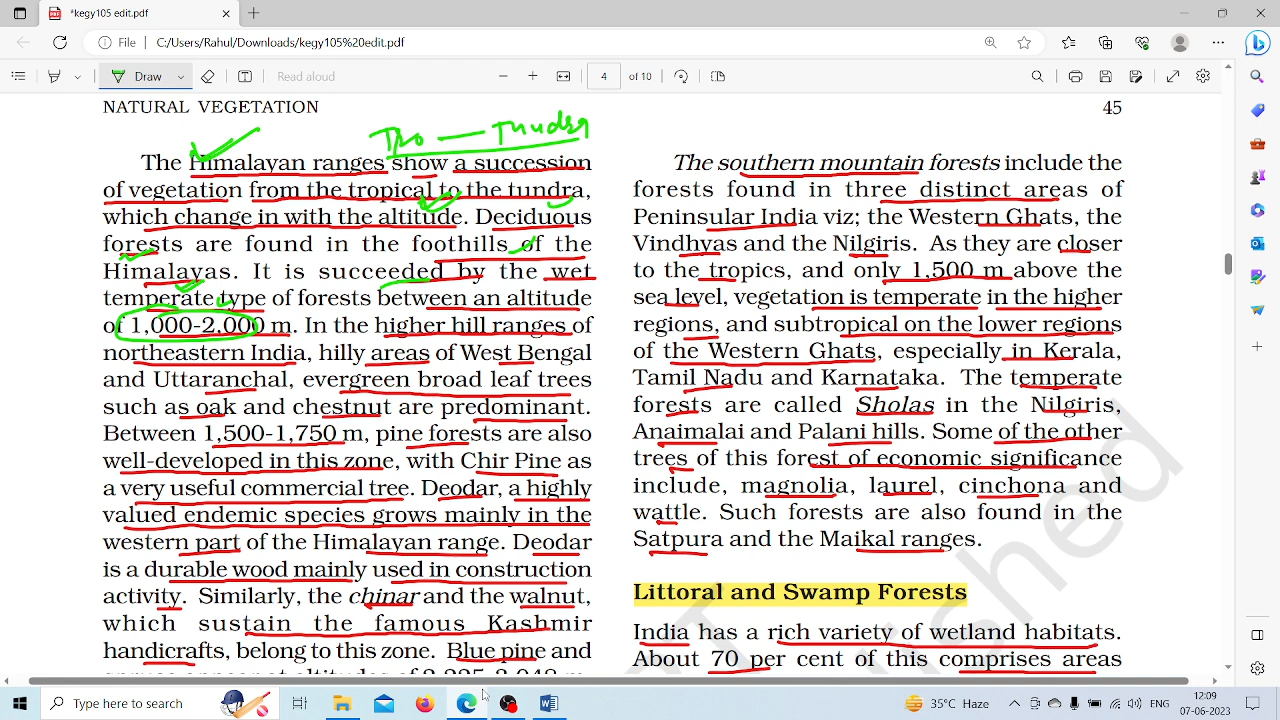 *kegy105 edit.pdf
File C:/Users/Rahul/Downloads/kegy105%20edit.pdf
Draw Read aloud 4 of 10
NATURAL VEGETATION 45
Tro — Tundra
The Himalayan ranges show a succession
of vegetation from the tropical to the tundra,
which change in with the altitude. Deciduous
forests are found in the foothills of the
Himalayas. It is succeeded by the wet
temperate type of forests between an altitude
of 1,000-2,000 m. In the higher hill ranges of
northeastern India, hilly areas of West Bengal
and Uttaranchal, evergreen broad leaf trees
such as oak and chestnut are predominant.
Between 1,500-1,750 m, pine forests are also
well-developed in this zone, with Chir Pine as
a very useful commercial tree. Deodar, a highly
valued endemic species grows mainly in the
western part of the Himalayan range. Deodar
is a durable wood mainly used in construction
activity. Similarly, the chinar and the walnut,
which sustain the famous Kashmir
handicrafts, belong to this zone. Blue pine and
The southern mountain forests include the
forests found in three distinct areas of
Peninsular India viz; the Western Ghats, the
Vindhyas and the Nilgiris. As they are closer
to the tropics, and only 1,500 m above the
sea level, vegetation is temperate in the higher
regions, and subtropical on the lower regions
of the Western Ghats, especially in Kerala,
Tamil Nadu and Karnataka. The temperate
forests are called Sholas in the Nilgiris,
Anaimalai and Palani hills. Some of the other
trees of this forest of economic significance
include, magnolia, laurel, cinchona and
wattle. Such forests are also found in the
Satpura and the Maikal ranges.
Littoral and Swamp Forests
India has a rich variety of wetland habitats.
About 70 per cent of this comprises areas
Type here to search
35°C Haze ENG 12:09
07-06-2023